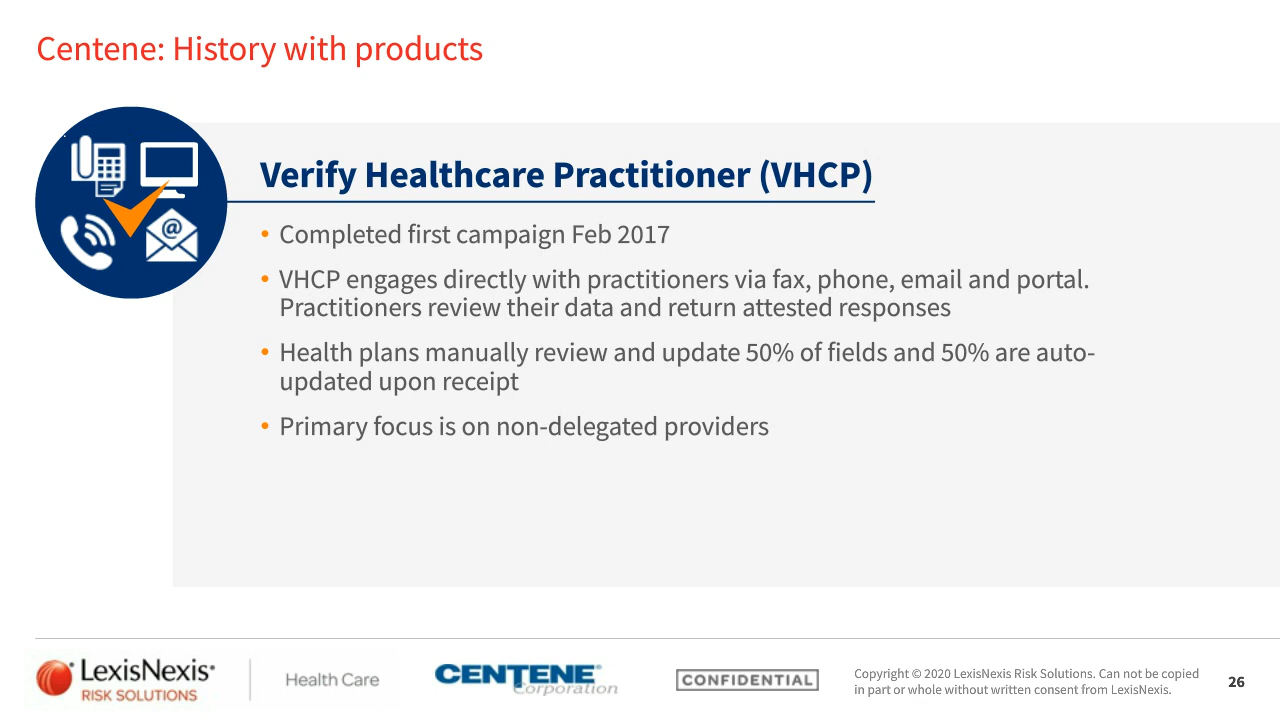 Centene: History with products
Verify Healthcare Practitioner (VHCP)
• Completed first campaign Feb 2017
• VHCP engages directly with practitioners via fax, phone, email and portal.
Practitioners review their data and return attested responses
• Health plans manually review and update 50% of fields and 50% are auto-
updated upon receipt
• Primary focus is on non-delegated providers
@
LexisNexis®
RISK SOLUTIONS
Health Care
CENTENE®
Corporation
CONFIDENTIAL
Copyright © 2020 LexisNexis Risk Solutions. Can not be copied
in part or whole without written consent from LexisNexis.
26